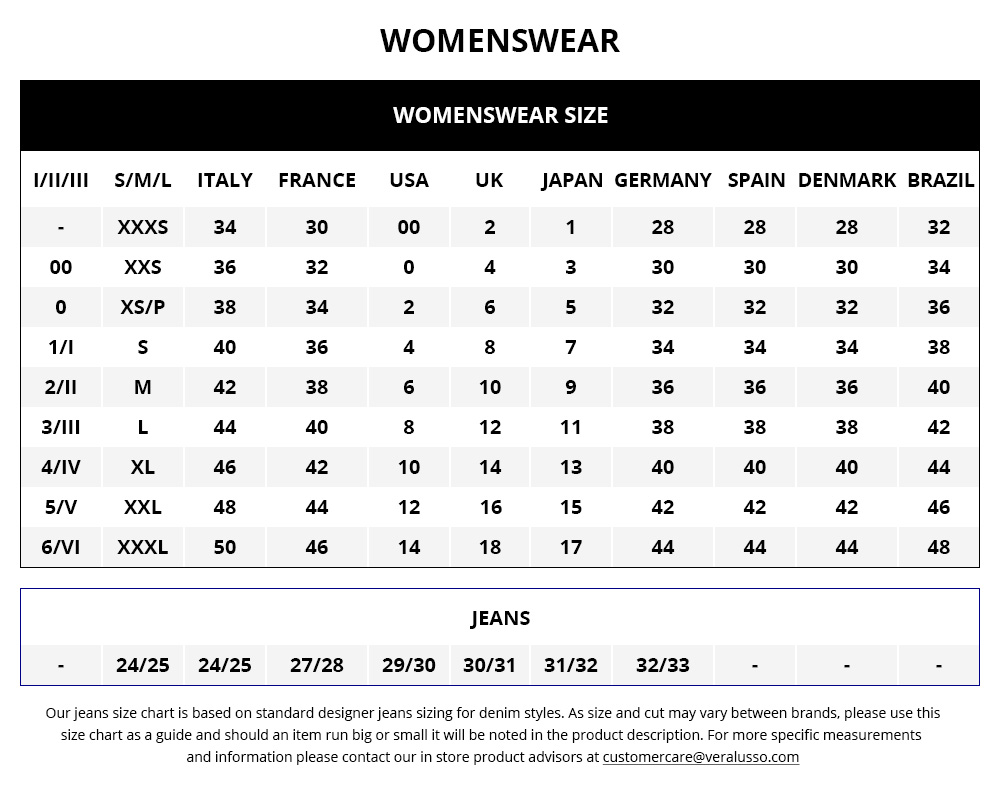 WOMENSWEAR
WOMENSWEAR SIZE
I/II/III S/M/L ITALY FRANCE USA UK JAPAN GERMANY SPAIN DENMARK BRAZIL
- XXXS 34 30 00 2 1 28 28 28 32
00 XXS 36 32 0 4 3 30 30 30 34
0 XS/P 38 34 2 6 5 32 32 32 36
1/I S 40 36 4 8 7 34 34 34 38
2/II M 42 38 6 10 9 36 36 36 40
3/III L 44 40 8 12 11 38 38 38 42
4/IV XL 46 42 10 14 13 40 40 40 44
5/V XXL 48 44 12 16 15 42 42 42 46
6/VI XXXL 50 46 14 18 17 44 44 44 48
JEANS
- 24/25 24/25 27/28 29/30 30/31 31/32 32/33 - - -
Our jeans size chart is based on standard designer jeans sizing for denim styles. As size and cut may vary between brands, please use this
size chart as a guide and should an item run big or small it will be noted in the product description. For more specific measurements
and information please contact our in store product advisors at customercare@veralusso.com